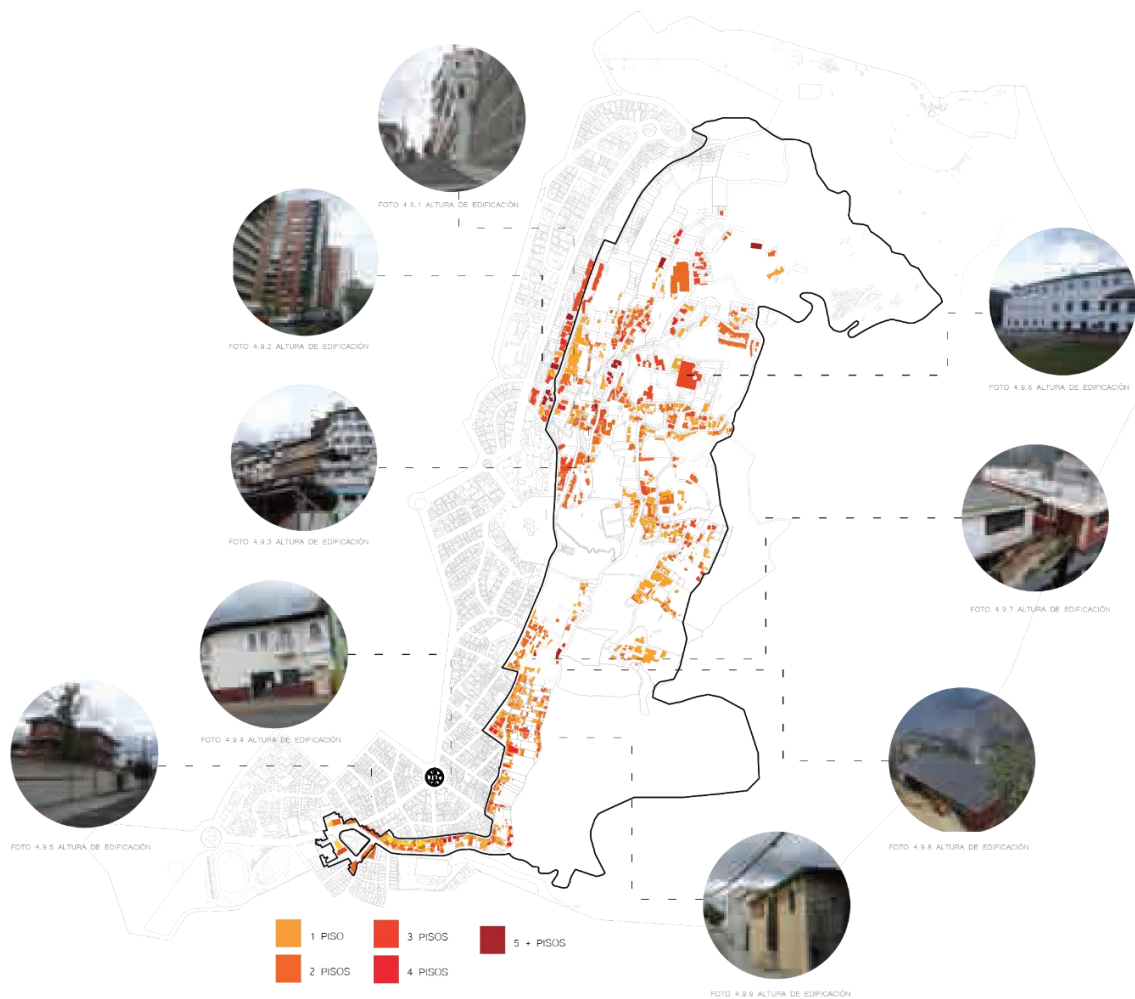 FOTO 4.9.1 ALTURA DE EDIFICACIÓN
FOTO 4.9.2 ALTURA DE EDIFICACIÓN
FOTO 4.9.6 ALTURA DE EDIFICACIÓN
FOTO 4.9.3 ALTURA DE EDIFICACIÓN
FOTO 4.9.7 ALTURA DE EDIFICACIÓN
FOTO 4.9.4 ALTURA DE EDIFICACIÓN
FOTO 4.9.5 ALTURA DE EDIFICACIÓN
FOTO 4.9.8 ALTURA DE EDIFICACIÓN
1 PISO
3 PISOS
5 + PISOS
2 PISOS
4 PISOS
FOTO 4.9.9 ALTURA DE EDIFICACIÓN